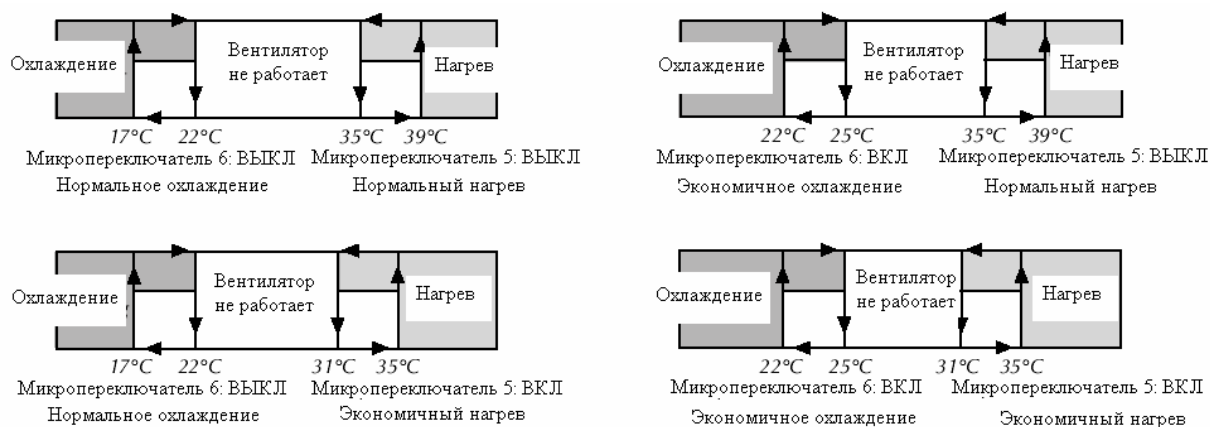 Охлаждение
Вентилятор
не работает
Нагрев
17°C 22°C 35°C 39°C
Микропереключатель 6: ВЫКЛ Микропереключатель 5: ВЫКЛ
Нормальное охлаждение Нормальный нагрев
Охлаждение
Вентилятор
не работает
Нагрев
22°C 25°C 35°C 39°C
Микропереключатель 6: ВКЛ Микропереключатель 5: ВЫКЛ
Экономичное охлаждение Нормальный нагрев
Охлаждение
Вентилятор
не работает
Нагрев
17°C 22°C 31°C 35°C
Микропереключатель 6: ВЫКЛ Микропереключатель 5: ВКЛ
Нормальное охлаждение Экономичный нагрев
Охлаждение
Вентилятор
не работает
Нагрев
22°C 25°C 31°C 35°C
Микропереключатель 6: ВКЛ Микропереключатель 5: ВКЛ
Экономичное охлаждение Экономичный нагрев